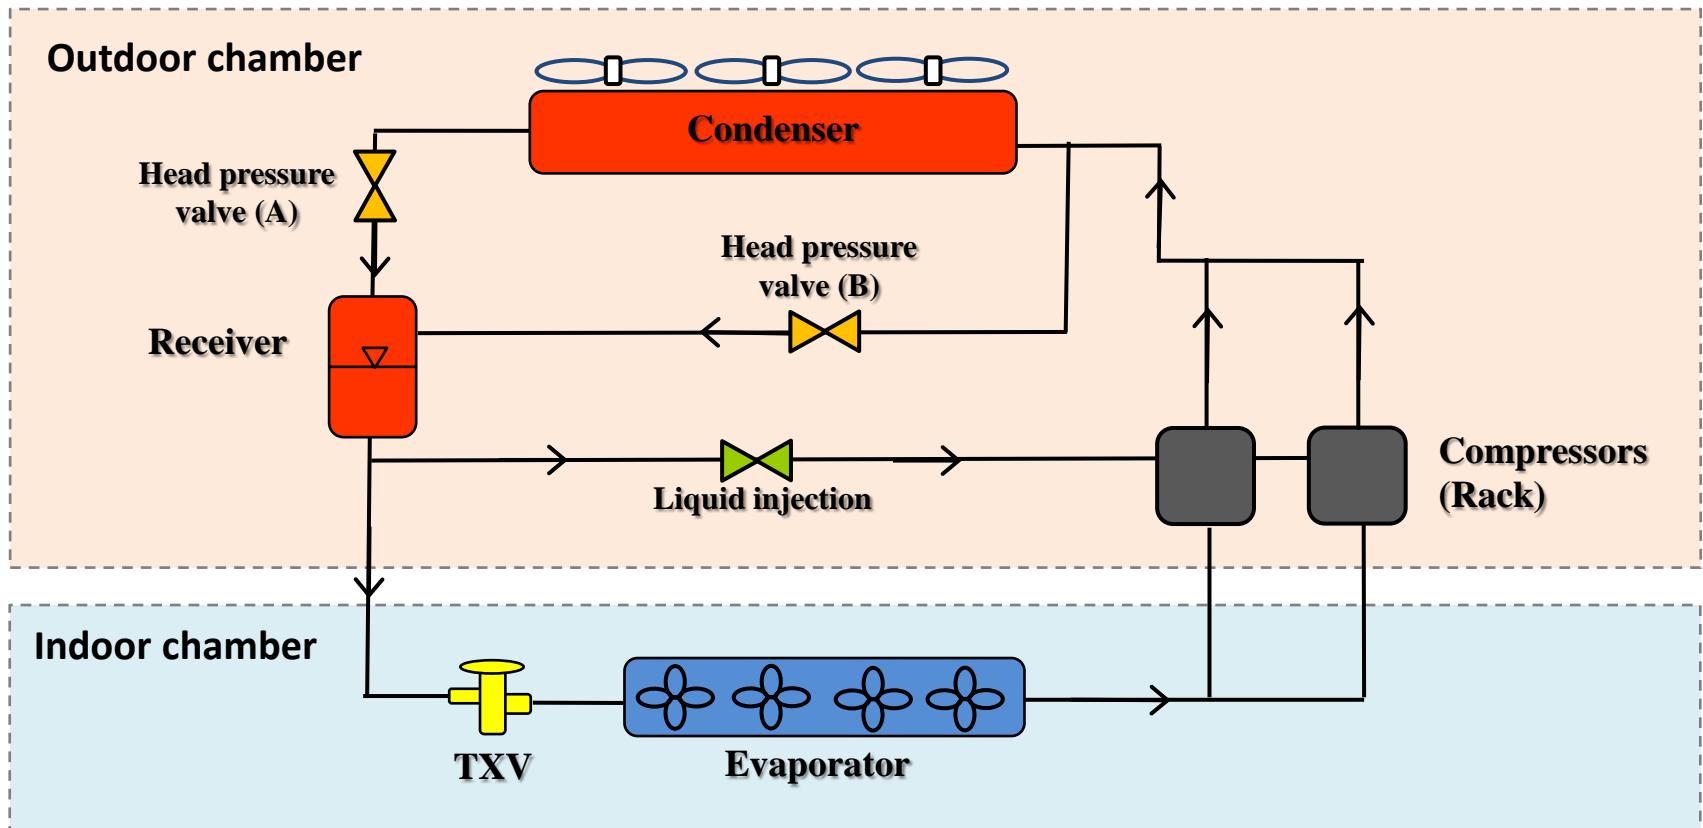 Outdoor chamber
Condenser
Head pressure
valve (A)
Head pressure
valve (B)
Receiver
Liquid injection
Compressors
(Rack)
Indoor chamber
TXV
Evaporator